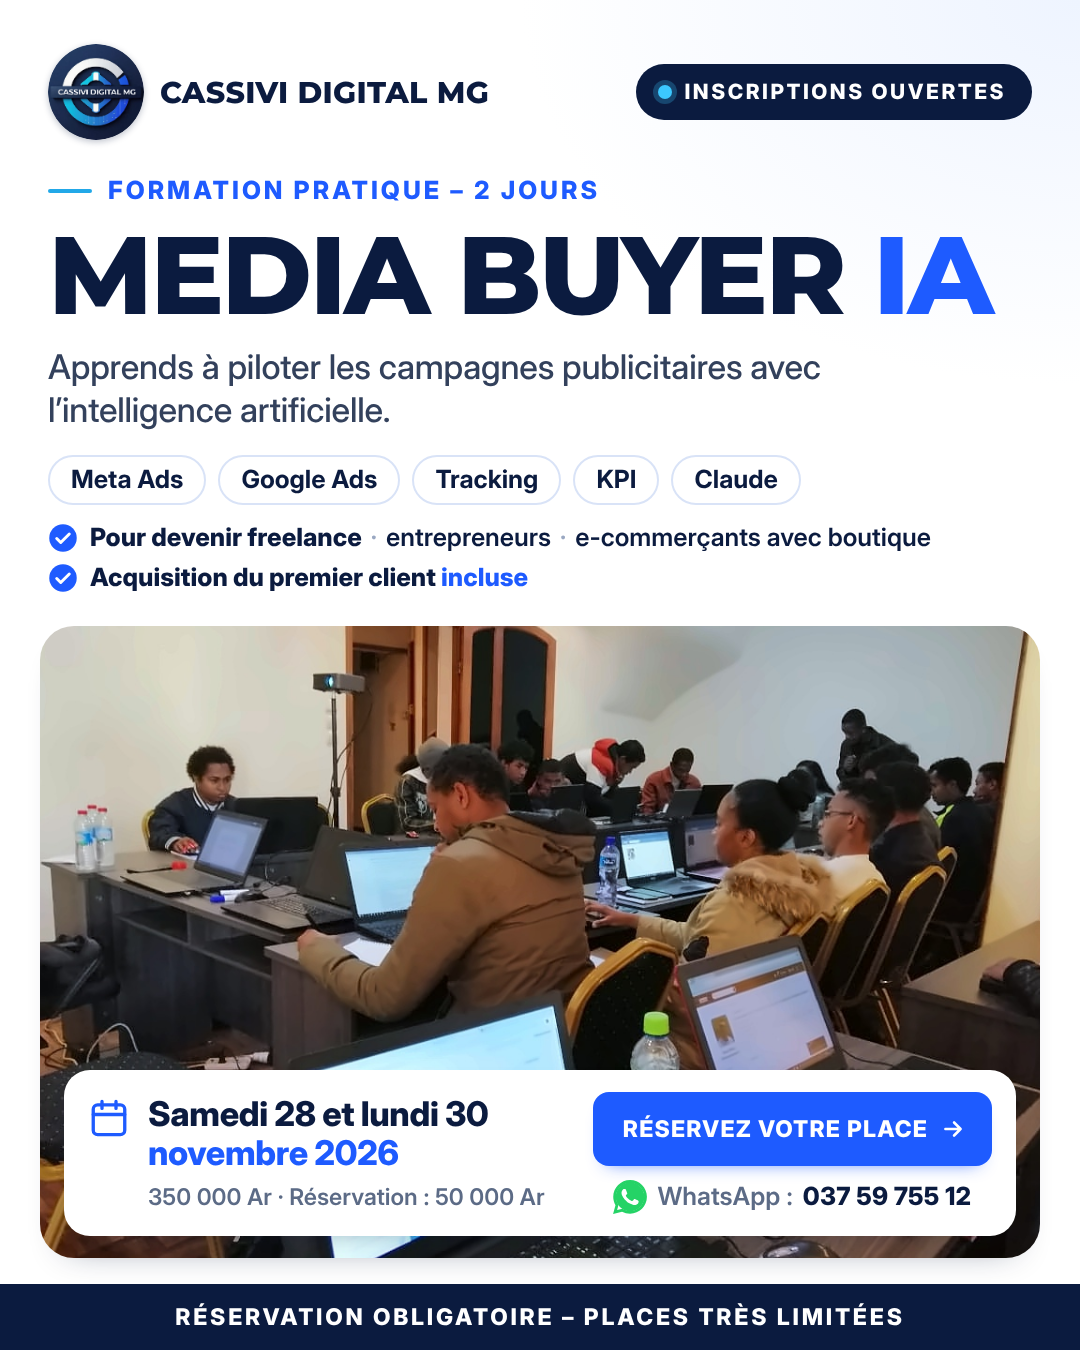 CASSIVI DIGITAL MG
CASSIVI DIGITAL MG
INSCRIPTIONS OUVERTES
FORMATION PRATIQUE – 2 JOURS
MEDIA BUYER IA
Apprends à piloter les campagnes publicitaires avec
l’intelligence artificielle.
Meta Ads
Google Ads
Tracking
KPI
Claude
Pour devenir freelance · entrepreneurs · e-commerçants avec boutique
Acquisition du premier client incluse
Samedi 28 et lundi 30
novembre 2026
350 000 Ar · Réservation : 50 000 Ar
RÉSERVEZ VOTRE PLACE →
WhatsApp : 037 59 755 12
RÉSERVATION OBLIGATOIRE – PLACES TRÈS LIMITÉES